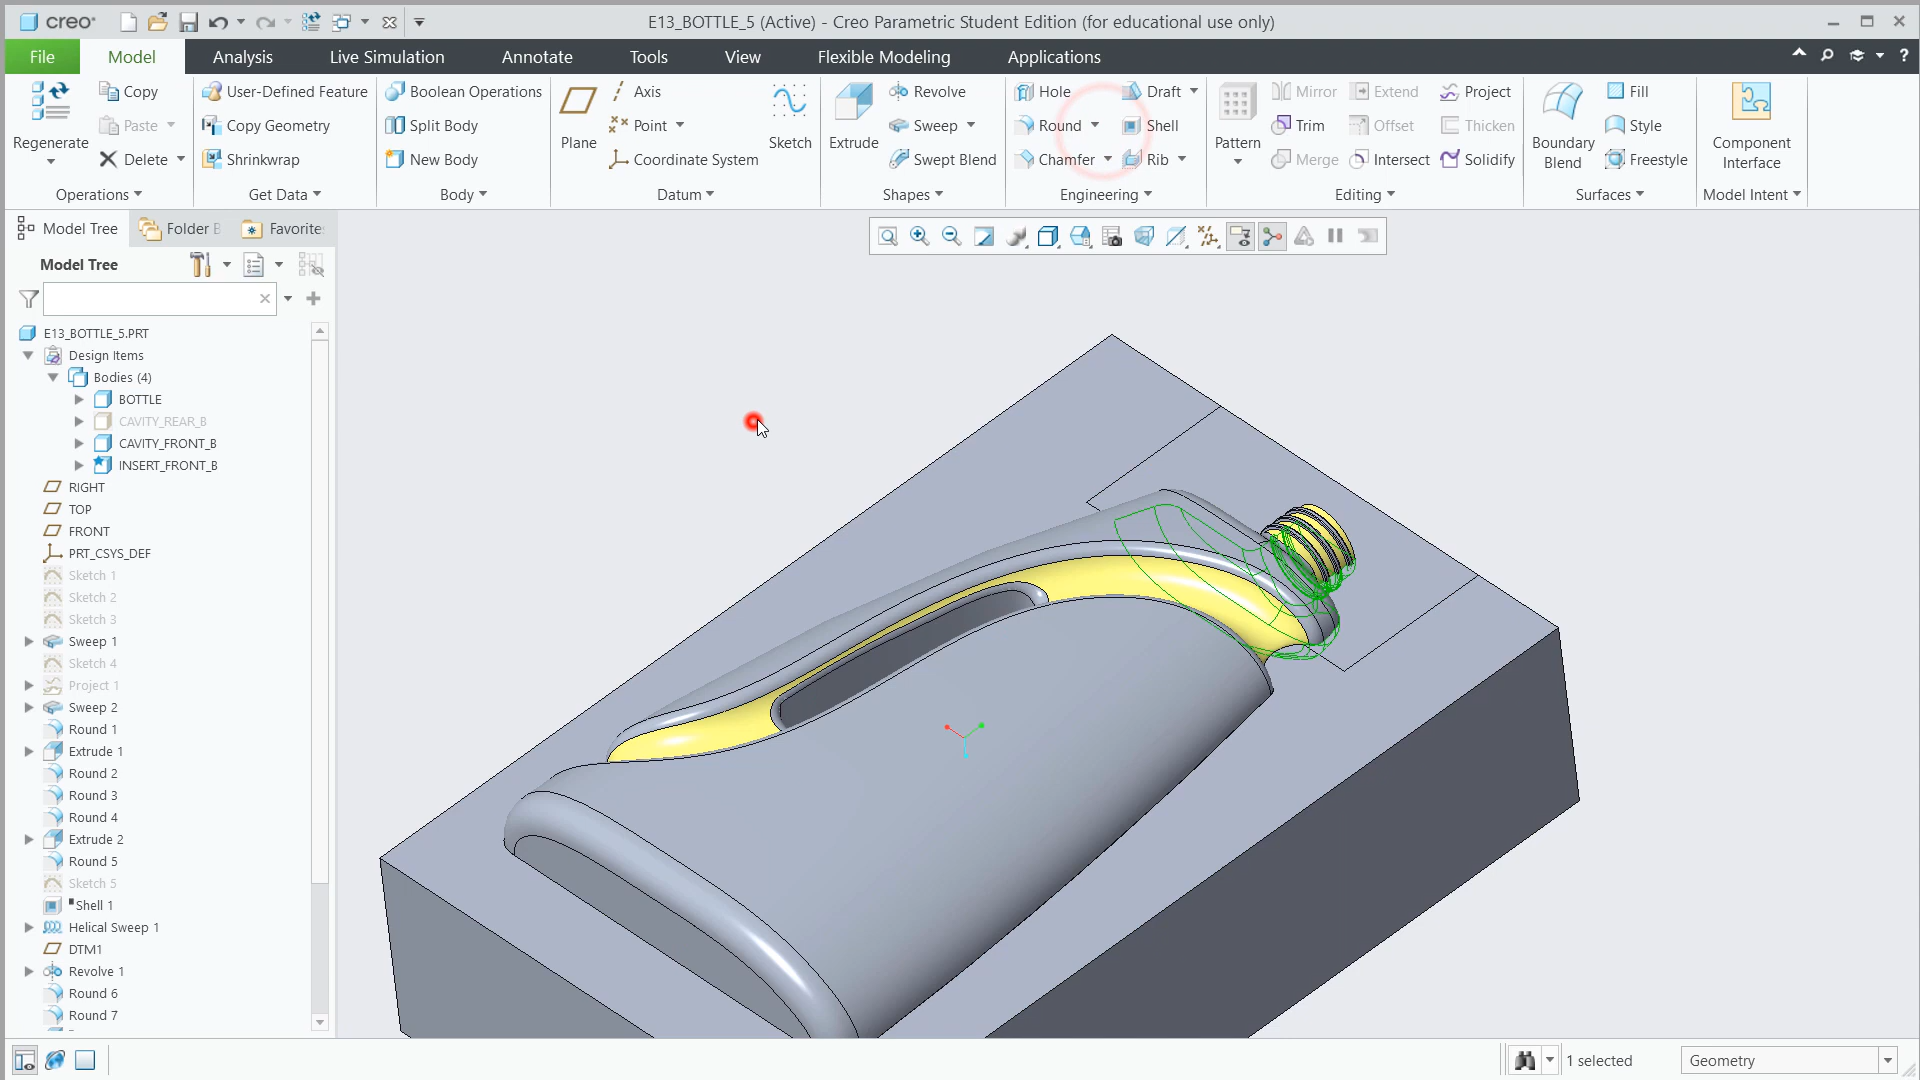 creo
E13_BOTTLE_5 (Active) - Creo Parametric Student Edition (for educational use only)
File Model Analysis Live Simulation Annotate Tools View Flexible Modeling Applications
Regenerate
Copy
Paste
Delete
Operations
User-Defined Feature
Copy Geometry
Shrinkwrap
Get Data
Boolean Operations
Split Body
New Body
Body
Plane
Axis
Point
Coordinate System
Sketch
Datum
Extrude
Revolve
Sweep
Swept Blend
Shapes
Hole
Round
Chamfer
Draft
Shell
Rib
Engineering
Pattern
Mirror
Trim
Merge
Extend
Offset
Intersect
Project
Thicken
Solidify
Editing
Boundary
Blend
Fill
Style
Freestyle
Surfaces
Component
Interface
Model Intent
Model Tree Folder B Favorite
Model Tree
E13_BOTTLE_5.PRT
Design Items
Bodies (4)
BOTTLE
CAVITY_REAR_B
CAVITY_FRONT_B
INSERT_FRONT_B
RIGHT
TOP
FRONT
PRT_CSYS_DEF
Sketch 1
Sketch 2
Sketch 3
Sweep 1
Sketch 4
Project 1
Sweep 2
Round 1
Extrude 1
Round 2
Round 3
Round 4
Extrude 2
Round 5
Sketch 5
Shell 1
Helical Sweep 1
DTM1
Revolve 1
Round 6
Round 7
1 selected
Geometry